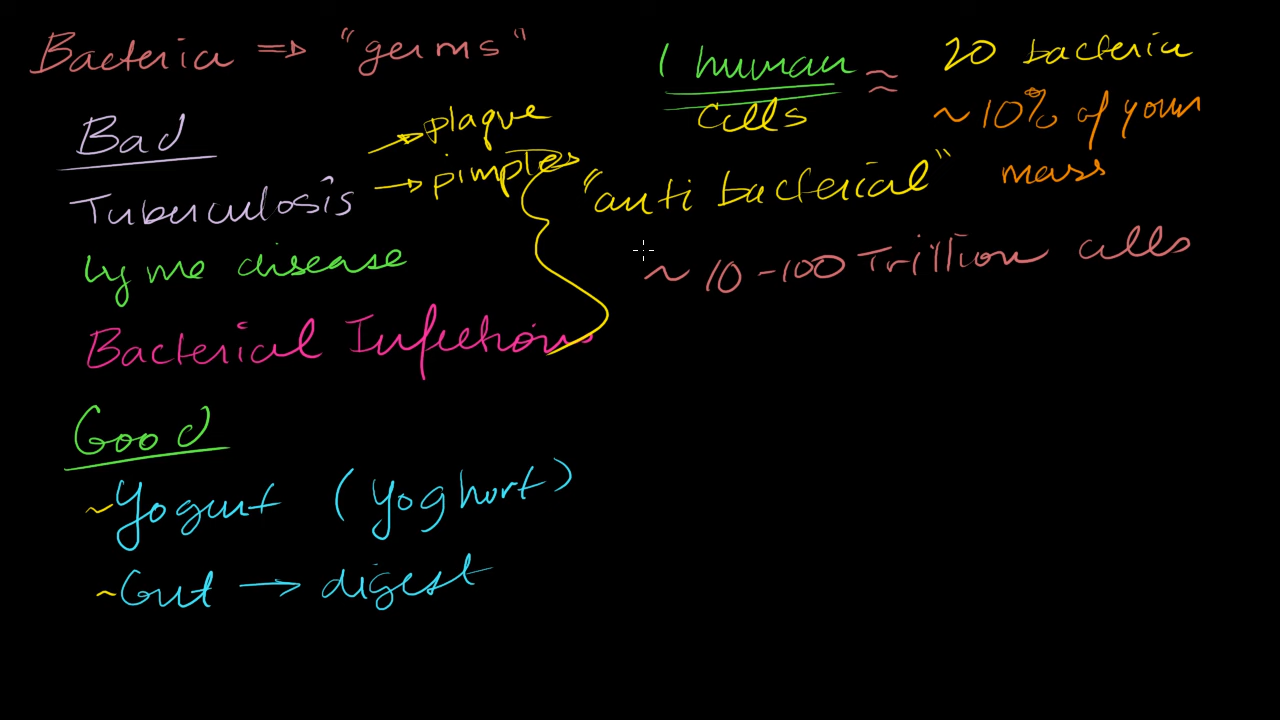 Bacteria ⇒ "germs"
Bad
→ plaque
→ pimples
Tuberculosis
Lyme disease
Bacterial Infections
Good
~Yogurt (Yoghurt)
~Gut → digest
1 human cells ≈ 20 bacteria
~10% of your
mass
"anti bacterial"
~ 10-100 Trillion cells